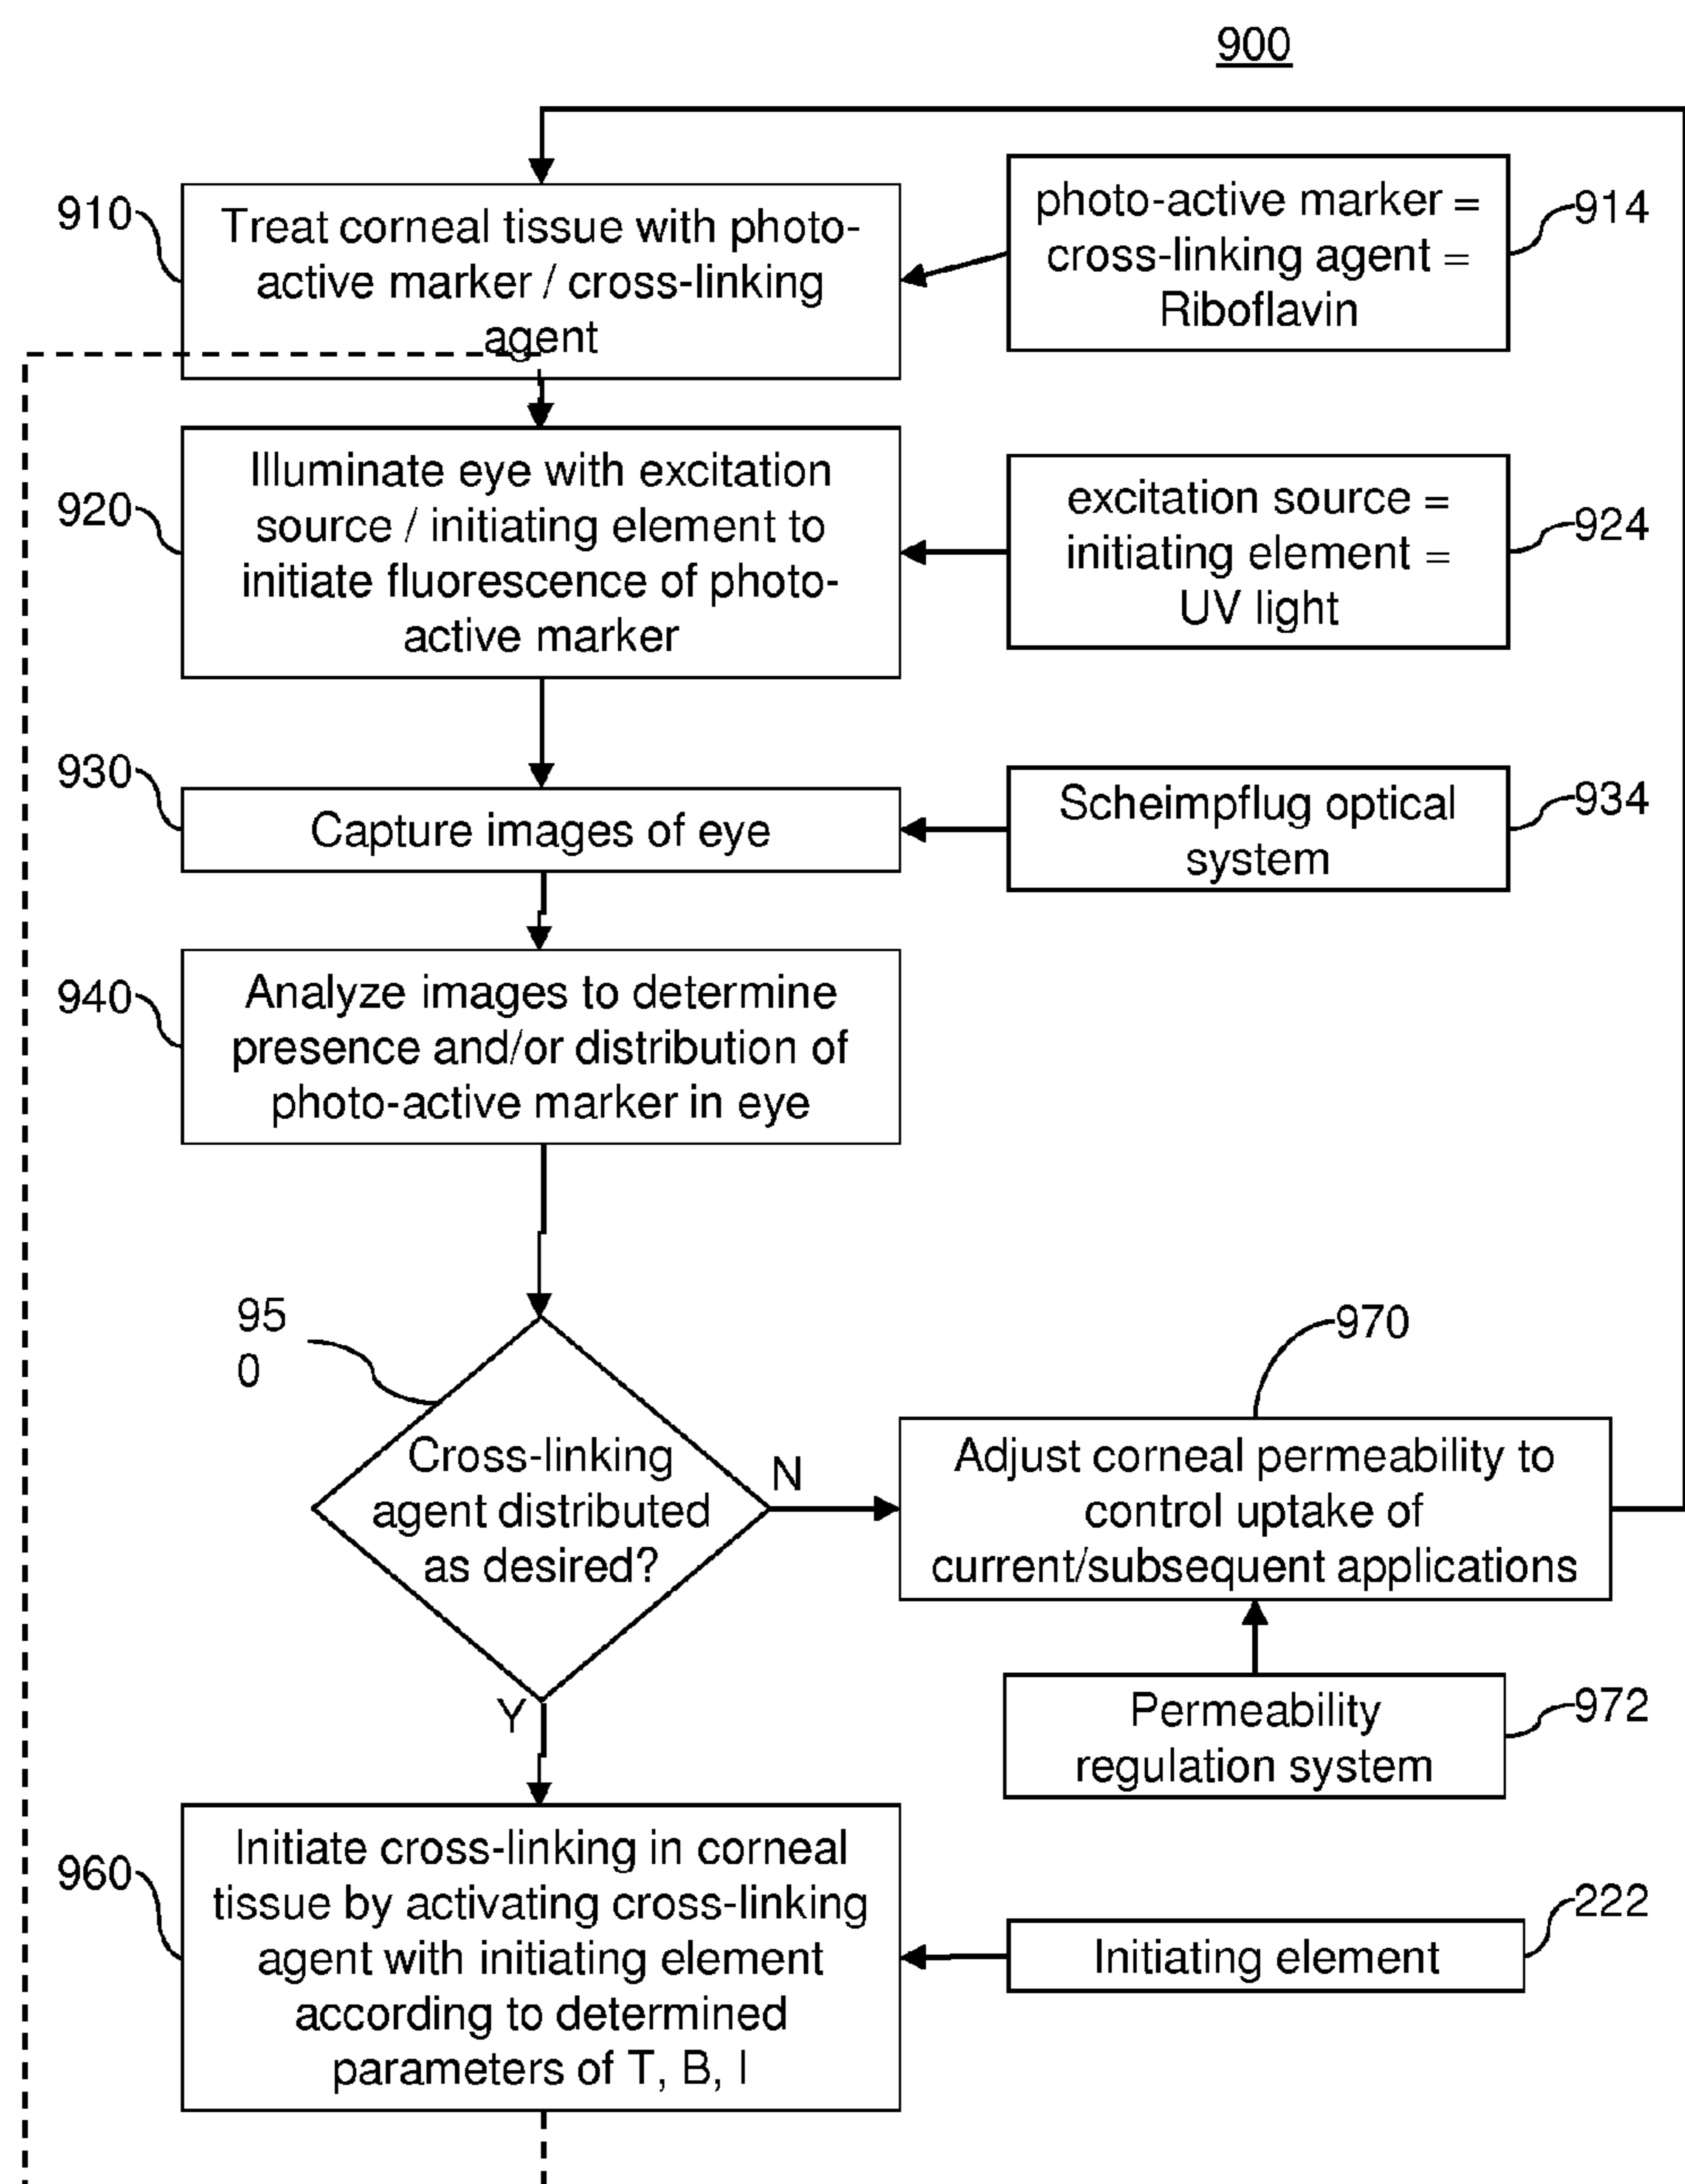 900
910
Treat corneal tissue with photo-
active marker / cross-linking
agent
photo-active marker =
cross-linking agent =
Riboflavin
914
920
Illuminate eye with excitation
source / initiating element to
initiate fluorescence of photo-
active marker
excitation source =
initiating element =
UV light
924
930
Capture images of eye
Scheimpflug optical
system
934
940
Analyze images to determine
presence and/or distribution of
photo-active marker in eye
95
0
Cross-linking
agent distributed
as desired?
N
Y
970
Adjust corneal permeability to
control uptake of
current/subsequent applications
Permeability
regulation system
972
960
Initiate cross-linking in corneal
tissue by activating cross-linking
agent with initiating element
according to determined
parameters of T, B, I
Initiating element
222